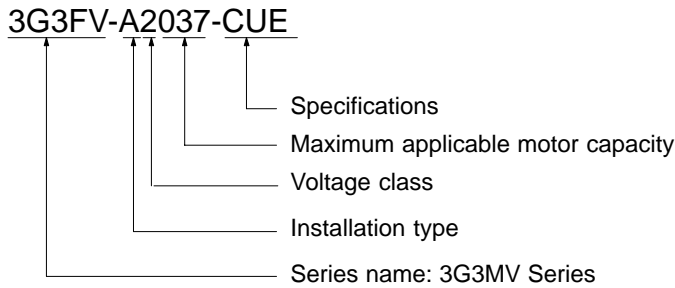 3G3FV-A2037-CUE
Specifications
Maximum applicable motor capacity
Voltage class
Installation type
Series name: 3G3MV Series